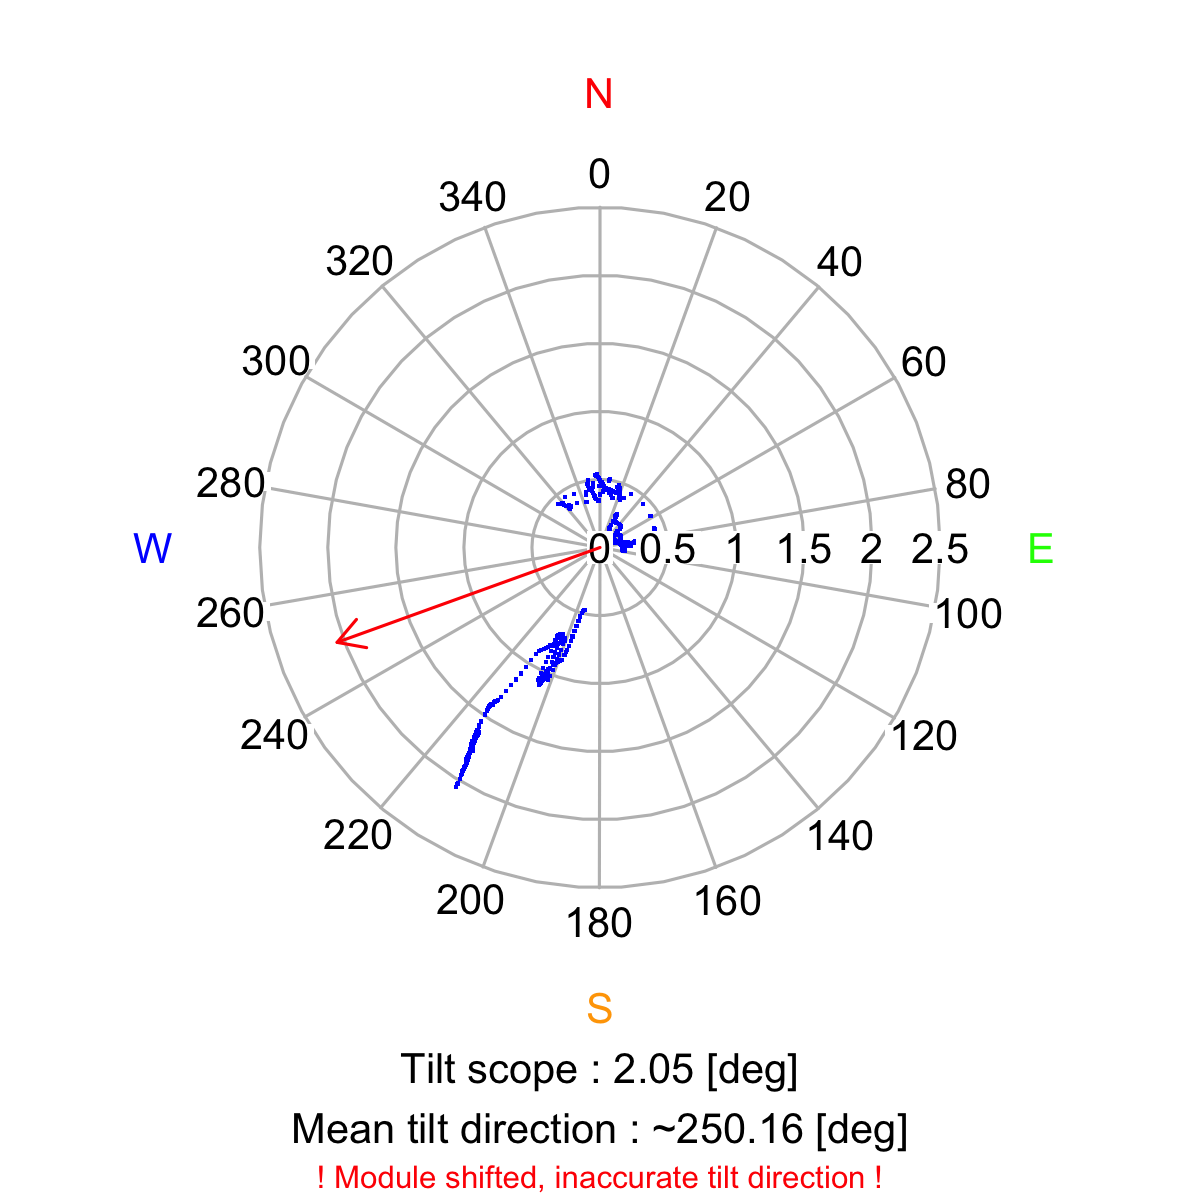 N
0
340 20
320 40
300 60
280 80
W 0 0.5 1 1.5 2 2.5 E
260 100
240 120
220 140
200 160
180
S
Tilt scope : 2.05 [deg]
Mean tilt direction : ~250.16 [deg]
! Module shifted, inaccurate tilt direction !